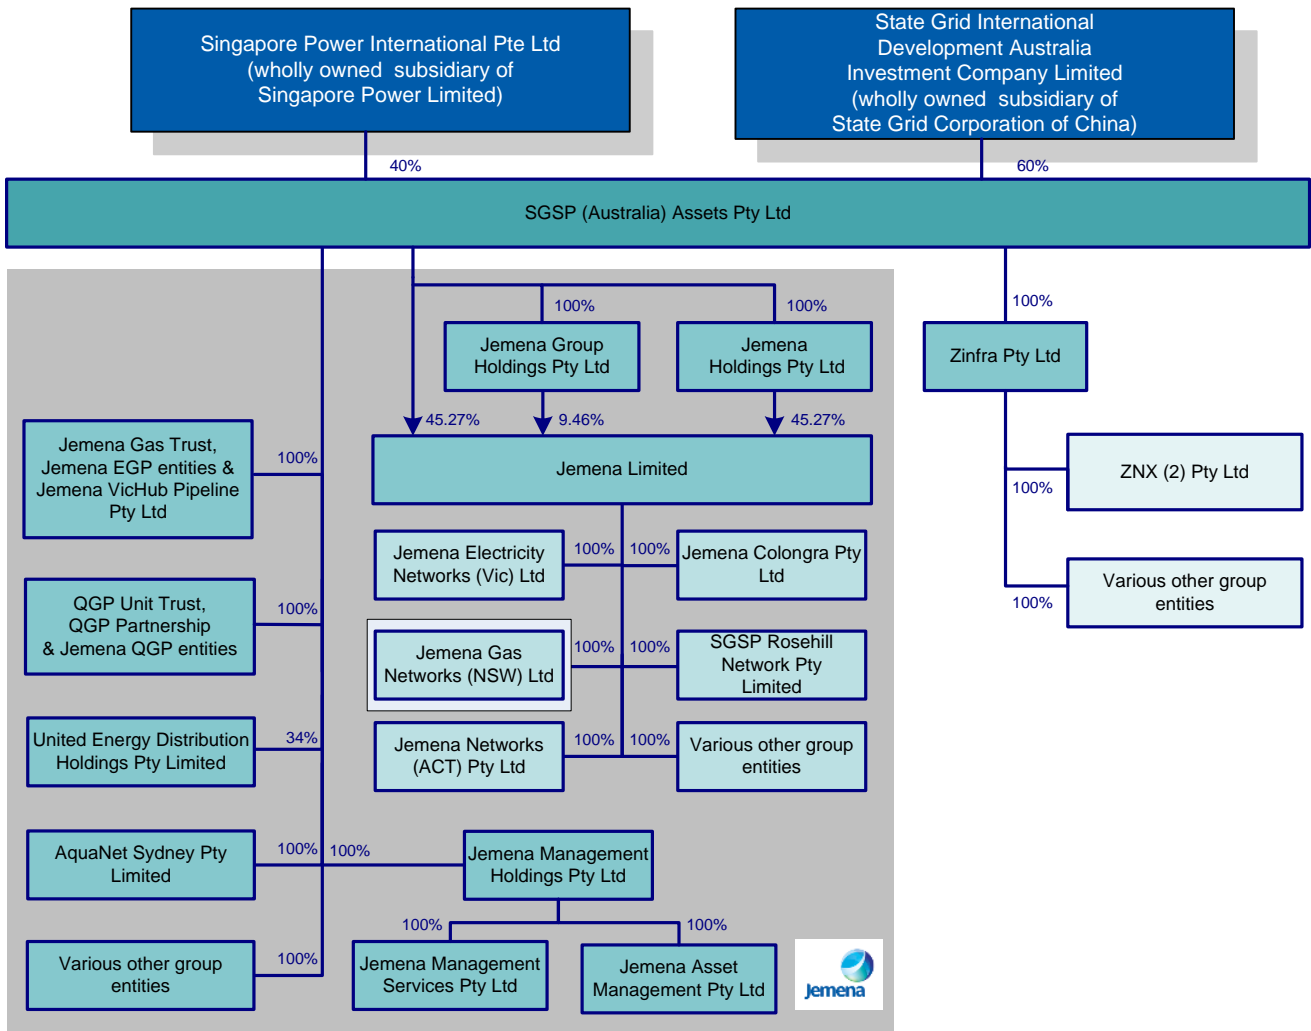 Singapore Power International Pte Ltd
(wholly owned subsidiary of
Singapore Power Limited)
State Grid International
Development Australia
Investment Company Limited
(wholly owned subsidiary of
State Grid Corporation of China)
40%
60%
SGSP (Australia) Assets Pty Ltd
100%
100%
100%
Jemena Group
Holdings Pty Ltd
Jemena
Holdings Pty Ltd
Zinfra Pty Ltd
45.27%
9.46%
45.27%
Jemena Gas Trust,
Jemena EGP entities &
Jemena VicHub Pipeline
Pty Ltd
100%
Jemena Limited
ZNX (2) Pty Ltd
100%
Jemena Electricity
Networks (Vic) Ltd
100%
100%
Jemena Colongra Pty
Ltd
Various other group
entities
100%
QGP Unit Trust,
QGP Partnership
& Jemena QGP entities
100%
Jemena Gas
Networks (NSW) Ltd
100%
100%
SGSP Rosehill
Network Pty
Limited
United Energy Distribution
Holdings Pty Limited
34%
Jemena Networks
(ACT) Pty Ltd
100%
100%
Various other group
entities
AquaNet Sydney Pty
Limited
100%
100%
Jemena Management
Holdings Pty Ltd
100%
100%
Various other group
entities
100%
Jemena Management
Services Pty Ltd
Jemena Asset
Management Pty Ltd
Jemena